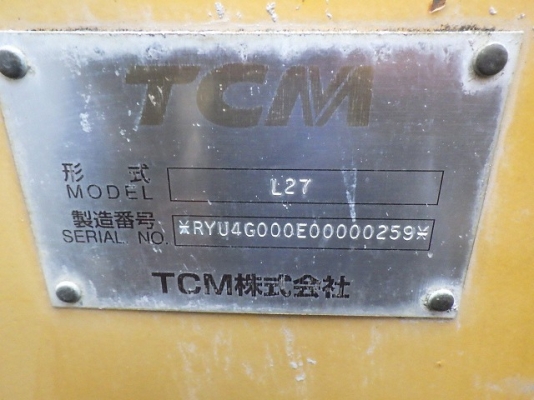 TCM
形式
MODEL L27
製造番号
SERIAL NO. *RYU4G000E00000259*
TCM株式会社